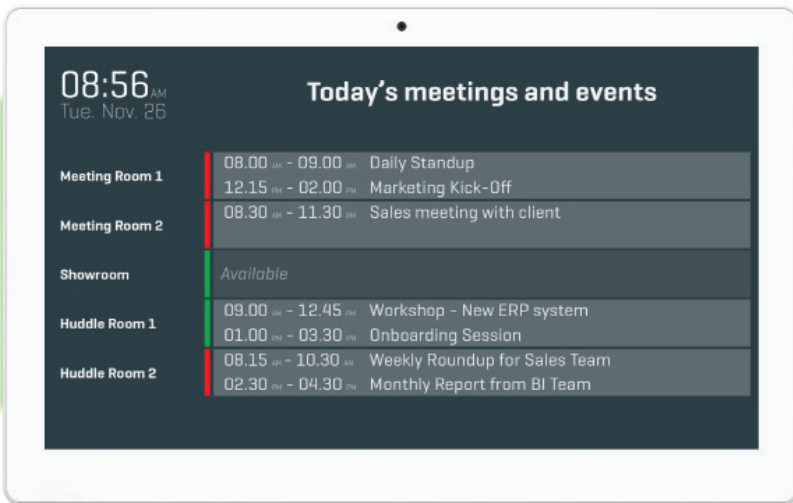 08:56 AM
Tue. Nov. 26
Today's meetings and events
Meeting Room 1
08.00 AM - 09.00 AM Daily Standup
12.15 PM - 02.00 PM Marketing Kick-Off
Meeting Room 2
08.30 AM - 11.30 AM Sales meeting with client
Showroom
Available
Huddle Room 1
09.00 AM - 12.45 PM Workshop - New ERP system
01.00 PM - 03.30 PM Onboarding Session
Huddle Room 2
08.15 AM - 10.30 AM Weekly Roundup for Sales Team
02.30 PM - 04.30 PM Monthly Report from BI Team